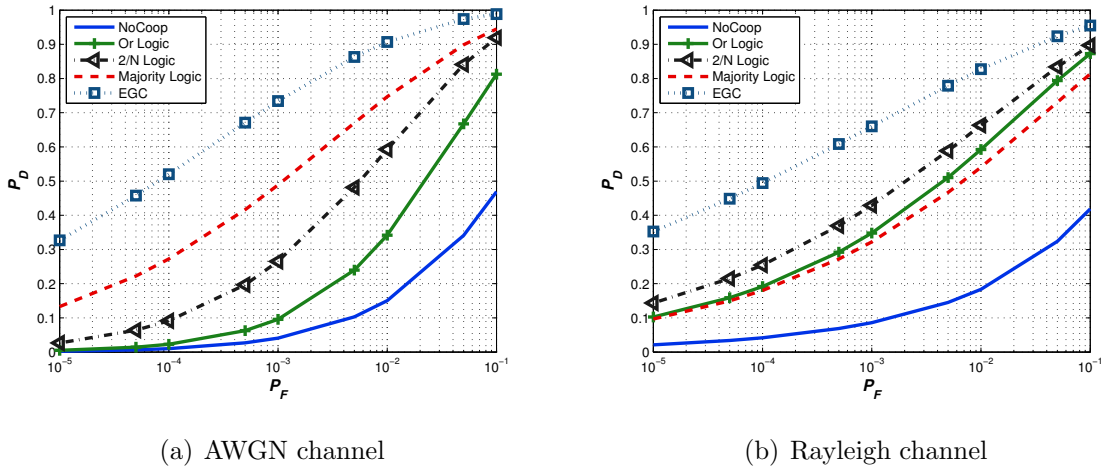 1
0.9
0.8
0.7
0.6
0.5
0.4
0.3
0.2
0.1
0
P_D
NoCoop
Or Logic
2/N Logic
Majority Logic
EGC
10^-5
10^-4
10^-3
10^-2
10^-1
P_F
(a) AWGN channel
1
0.9
0.8
0.7
0.6
0.5
0.4
0.3
0.2
0.1
0
P_D
NoCoop
Or Logic
2/N Logic
Majority Logic
EGC
10^-5
10^-4
10^-3
10^-2
10^-1
P_F
(b) Rayleigh channel